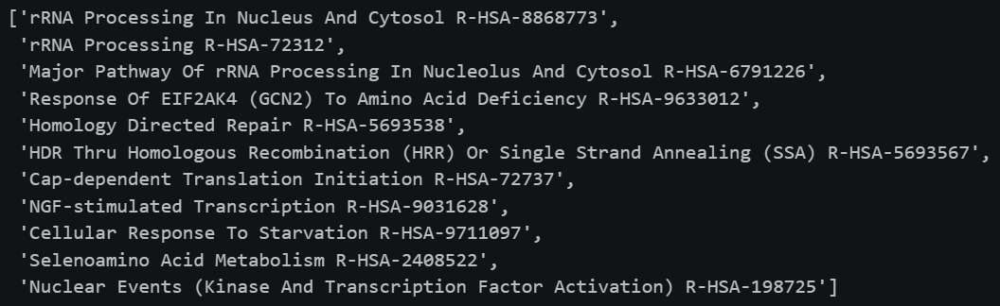 ['rRNA Processing In Nucleus And Cytosol R-HSA-8868773',
'rRNA Processing R-HSA-72312',
'Major Pathway Of rRNA Processing In Nucleolus And Cytosol R-HSA-6791226',
'Response Of EIF2AK4 (GCN2) To Amino Acid Deficiency R-HSA-9633012',
'Homology Directed Repair R-HSA-5693538',
'HDR Thru Homologous Recombination (HRR) Or Single Strand Annealing (SSA) R-HSA-5693567',
'Cap-dependent Translation Initiation R-HSA-72737',
'NGF-stimulated Transcription R-HSA-9031628',
'Cellular Response To Starvation R-HSA-9711097',
'Selenoamino Acid Metabolism R-HSA-2408522',
'Nuclear Events (Kinase And Transcription Factor Activation) R-HSA-198725']